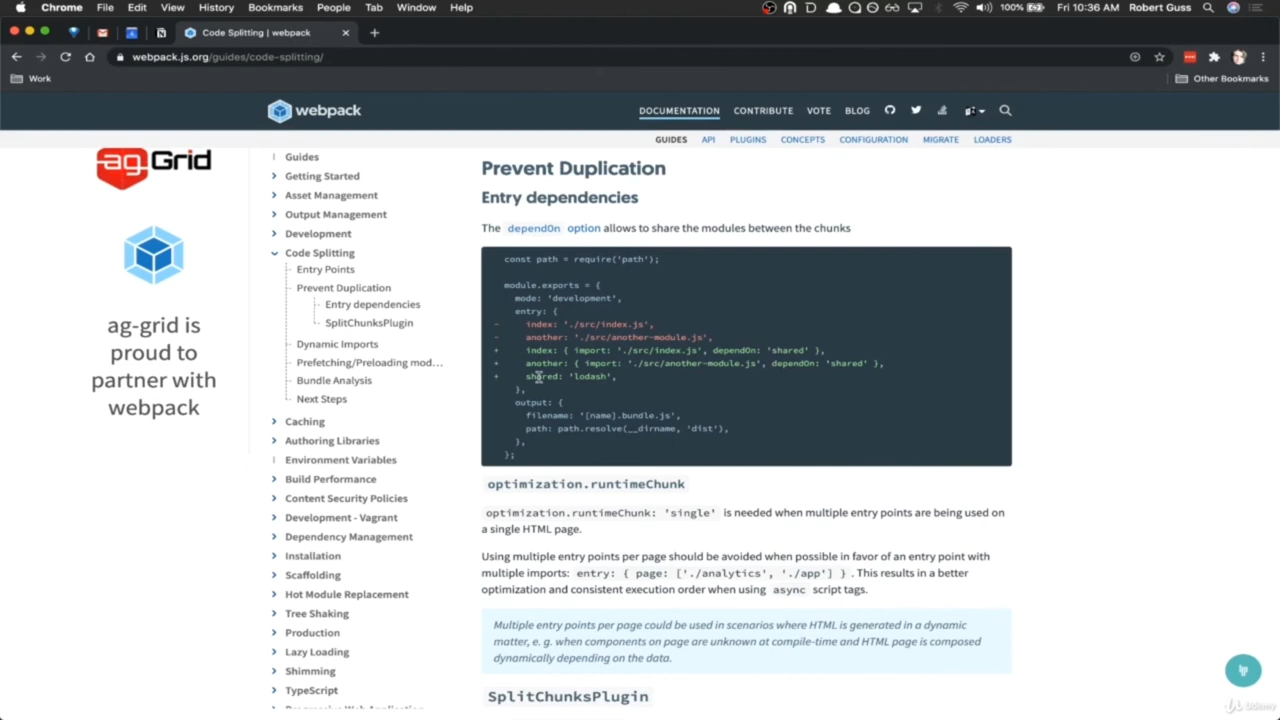 Chrome File Edit View History Bookmarks People Tab Window Help 100% Fri 10:36 AM Robert Guss
Code Splitting | webpack
webpack.js.org/guides/code-splitting/
Work Other Bookmarks
webpack DOCUMENTATION CONTRIBUTE VOTE BLOG
GUIDES API PLUGINS CONCEPTS CONFIGURATION MIGRATE LOADERS
ag Grid
ag-grid is
proud to
partner with
webpack
Guides
Getting Started
Asset Management
Output Management
Development
Code Splitting
Entry Points
Prevent Duplication
Entry dependencies
SplitChunksPlugin
Dynamic Imports
Prefetching/Preloading mod...
Bundle Analysis
Next Steps
Caching
Authoring Libraries
Environment Variables
Build Performance
Content Security Policies
Development - Vagrant
Dependency Management
Installation
Scaffolding
Hot Module Replacement
Tree Shaking
Production
Lazy Loading
Shimming
TypeScript
Prevent Duplication
Entry dependencies
The dependOn option allows to share the modules between the chunks
const path = require('path');
module.exports = {
mode: 'development',
entry: {
- index: './src/index.js',
- another: './src/another-module.js',
+ index: { import: './src/index.js', dependOn: 'shared' },
+ another: { import: './src/another-module.js', dependOn: 'shared' },
+ shared: 'lodash',
},
output: {
filename: '[name].bundle.js',
path: path.resolve(__dirname, 'dist'),
},
};
optimization.runtimeChunk
optimization.runtimeChunk: 'single' is needed when multiple entry points are being used on
a single HTML page.
Using multiple entry points per page should be avoided when possible in favor of an entry point with
multiple imports: entry: { page: ['./analytics', './app'] } . This results in a better
optimization and consistent execution order when using async script tags.
Multiple entry points per page could be used in scenarios where HTML is generated in a dynamic
matter, e. g. when components on page are unknown at compile-time and HTML page is composed
dynamically depending on the data.
SplitChunksPlugin
Udemy